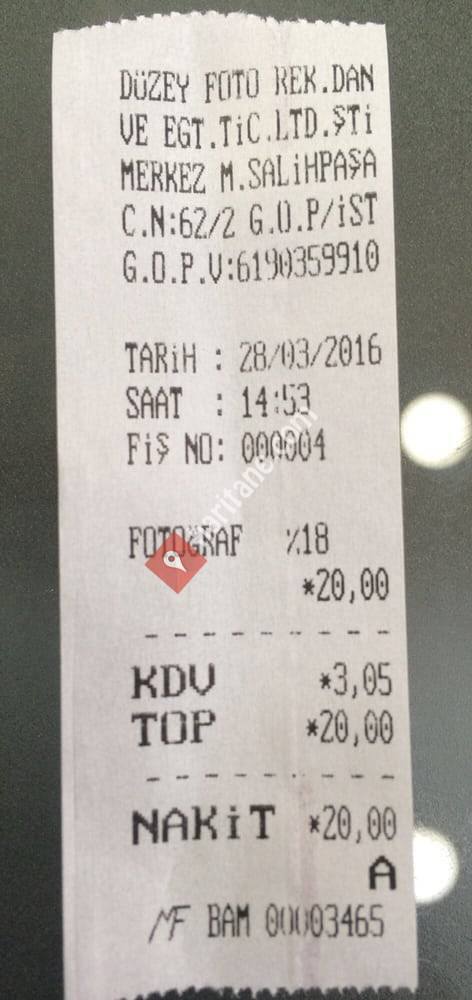 DÜZEY FOTO REK.DAN
VE EGT.TiC.LTD.ŞTi
MERKEZ M.SALiHPAŞA
C.N:62/2 G.O.P/iST
G.O.P.V:6190359910
TARiH : 28/03/2016
SAAT : 14:53
FiŞ NO: 000004
FOTOĞRAF %18
*20,00
KDV *3,05
TOP *20,00
NAKiT *20,00
A
MF BAM 00003465